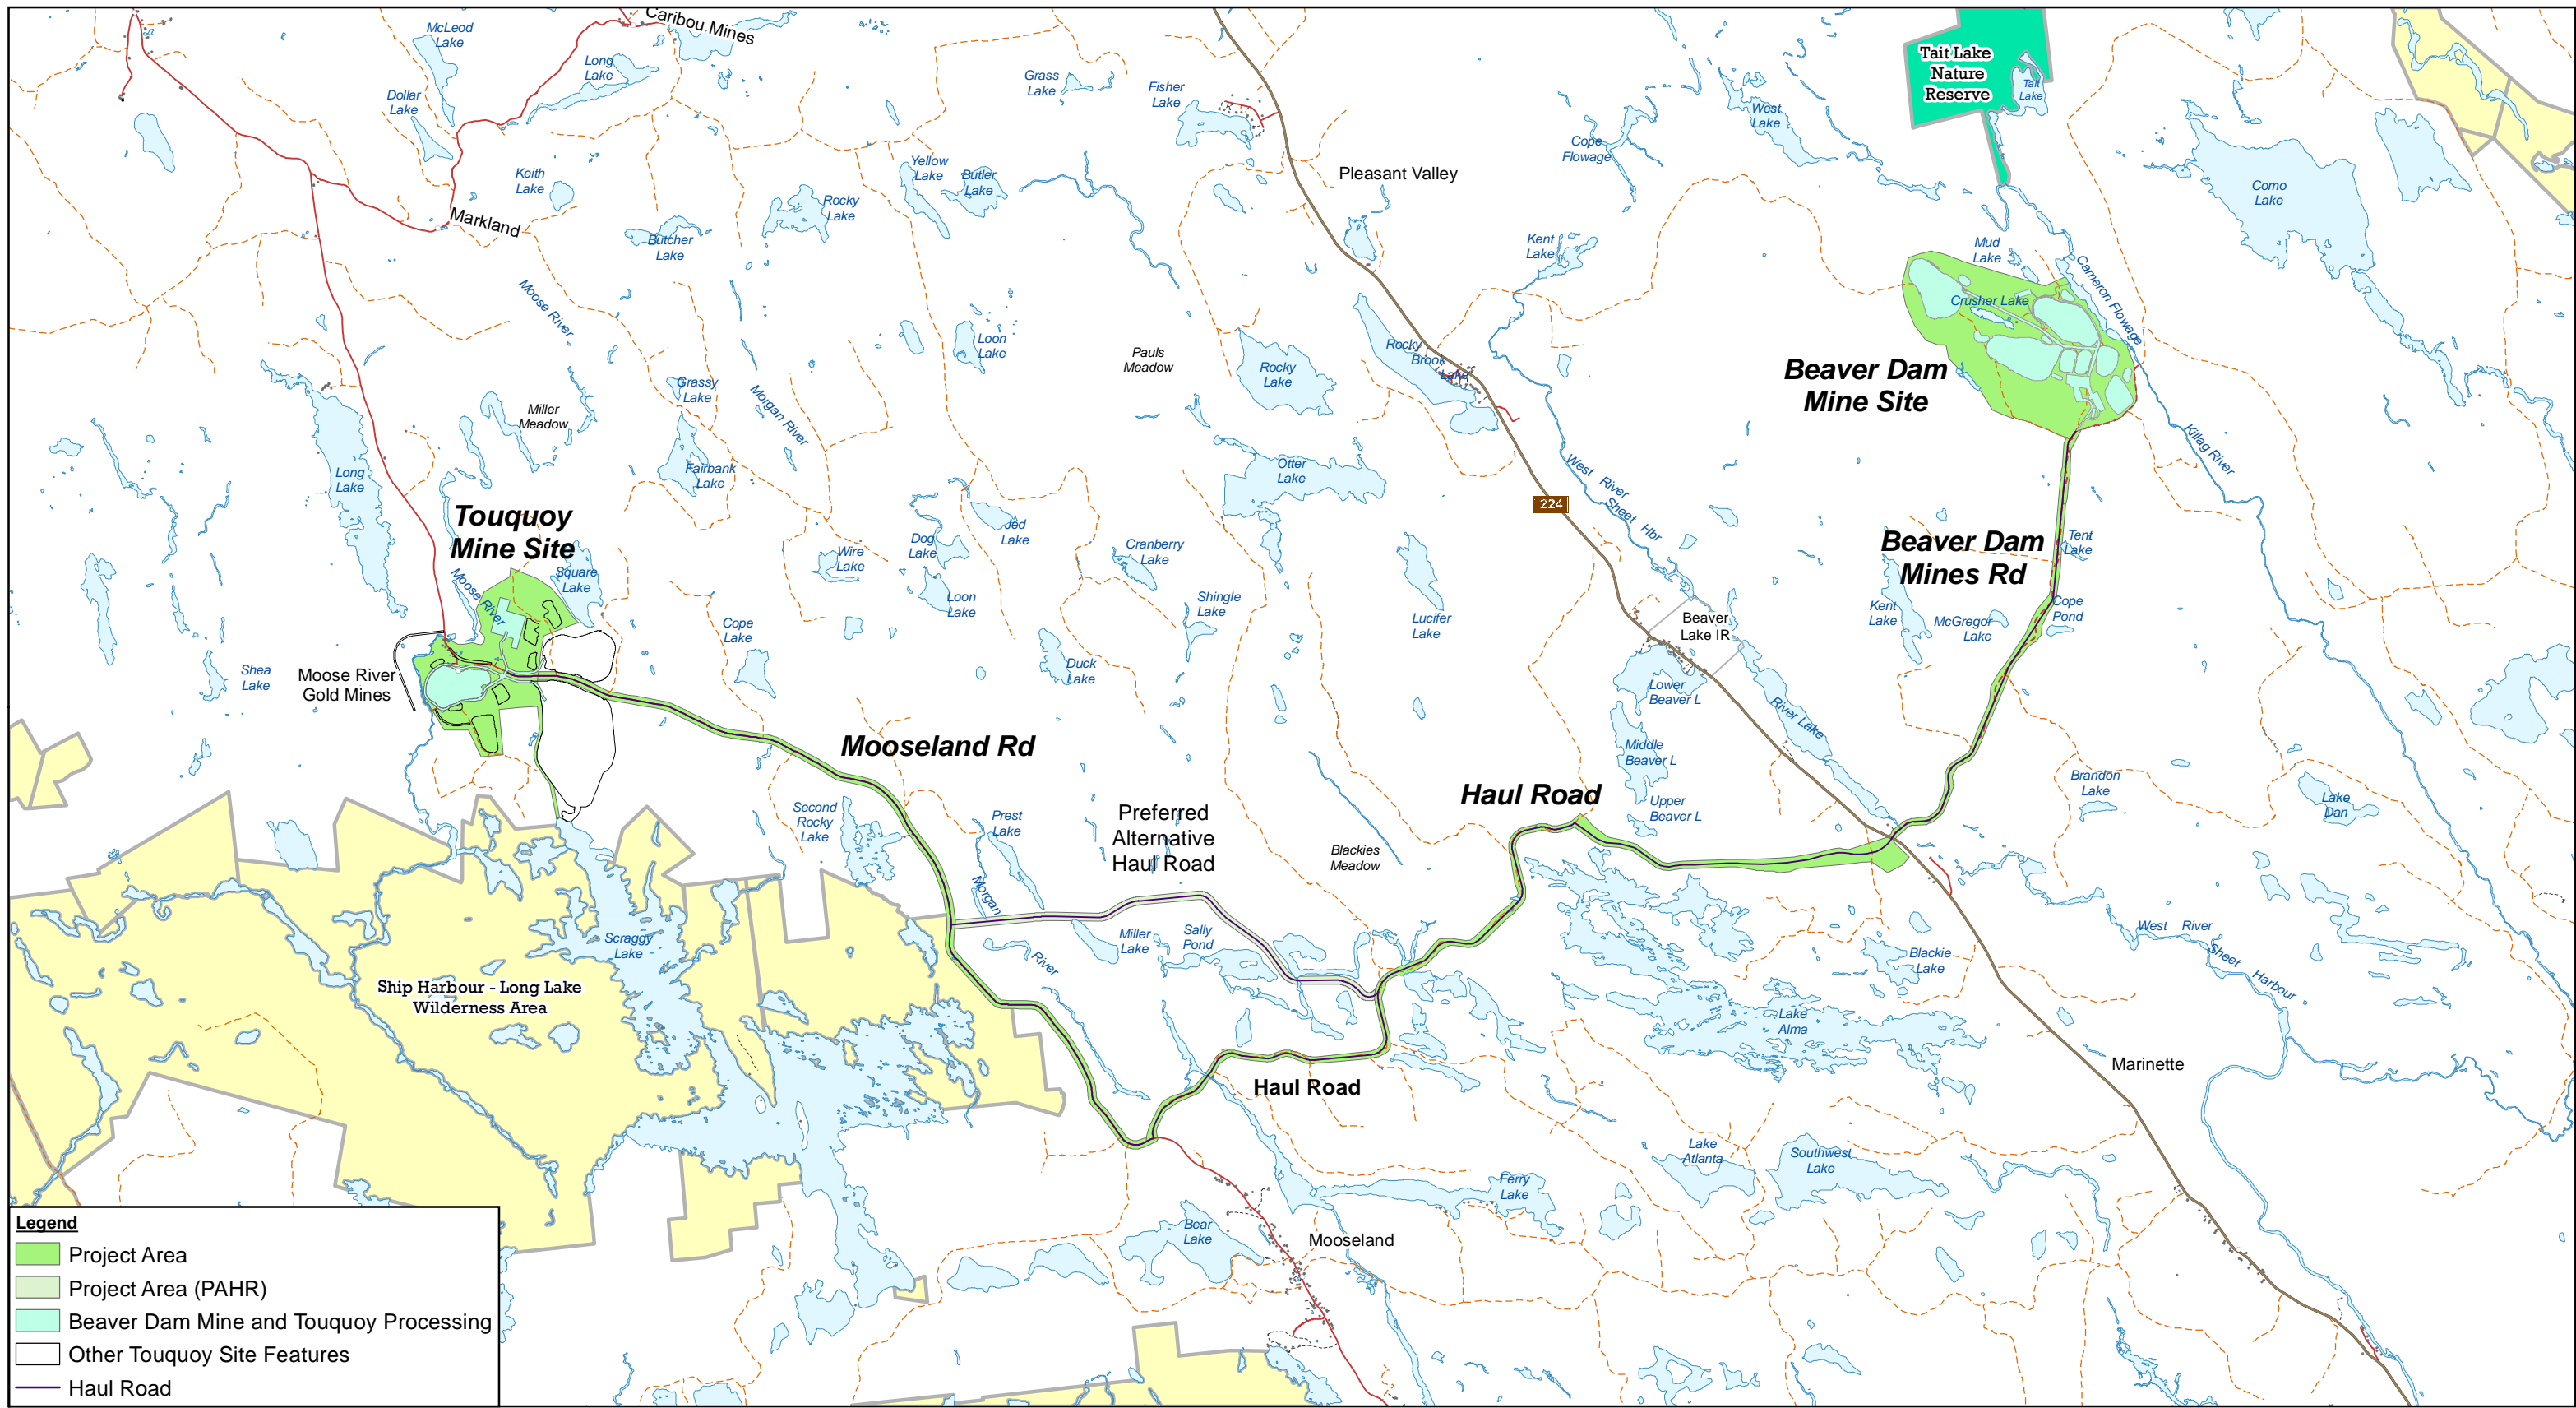 McLeod
Lake
Caribou Mines
Long
Lake
Dollar
Lake
Grass
Lake
Fisher
Lake
Tait Lake
Nature
Reserve
Tait
Lake
West
Lake
Cope
Flowage
Keith
Lake
Yellow
Lake
Butler
Lake
Pleasant Valley
Como
Lake
Markland
Rocky
Lake
Butcher
Lake
Kent
Lake
Mud
Lake
Cameron Flowage
Moose River
Crusher Lake
Loon
Lake
Pauls
Meadow
Rocky
Lake
Rocky
Brook
Lake
Beaver Dam
Mine Site
Grassy
Lake
Morgan River
Miller
Meadow
Fairbank
Lake
Long
Lake
Otter
Lake
West River
Sheet Hbr
Killag River
224
Touquoy
Mine Site
Jed
Lake
Dog
Lake
Wire
Lake
Cranberry
Lake
Beaver Dam
Mines Rd
Tent
Lake
Square
Lake
Moose River
Loon
Lake
Shingle
Lake
Lucifer
Lake
Beaver
Lake IR
Kent
Lake
McGregor
Lake
Cope
Pond
Cope
Lake
Shea
Lake
Moose River
Gold Mines
Duck
Lake
Lower
Beaver L
River Lake
Mooseland Rd
Middle
Beaver L
Haul Road
Upper
Beaver L
Brandon
Lake
Lake
Dan
Second
Rocky
Lake
Prest
Lake
Preferred
Alternative
Haul Road
Blackies
Meadow
Morgan
River
Miller
Lake
Sally
Pond
Scraggy
Lake
Blackie
Lake
West River
Sheet Harbour
Ship Harbour - Long Lake
Wilderness Area
Lake
Alma
Marinette
Haul Road
Lake
Atlanta
Southwest
Lake
Ferry
Lake
Bear
Lake
Mooseland
Legend
Project Area
Project Area (PAHR)
Beaver Dam Mine and Touquoy Processing
Other Touquoy Site Features
Haul Road